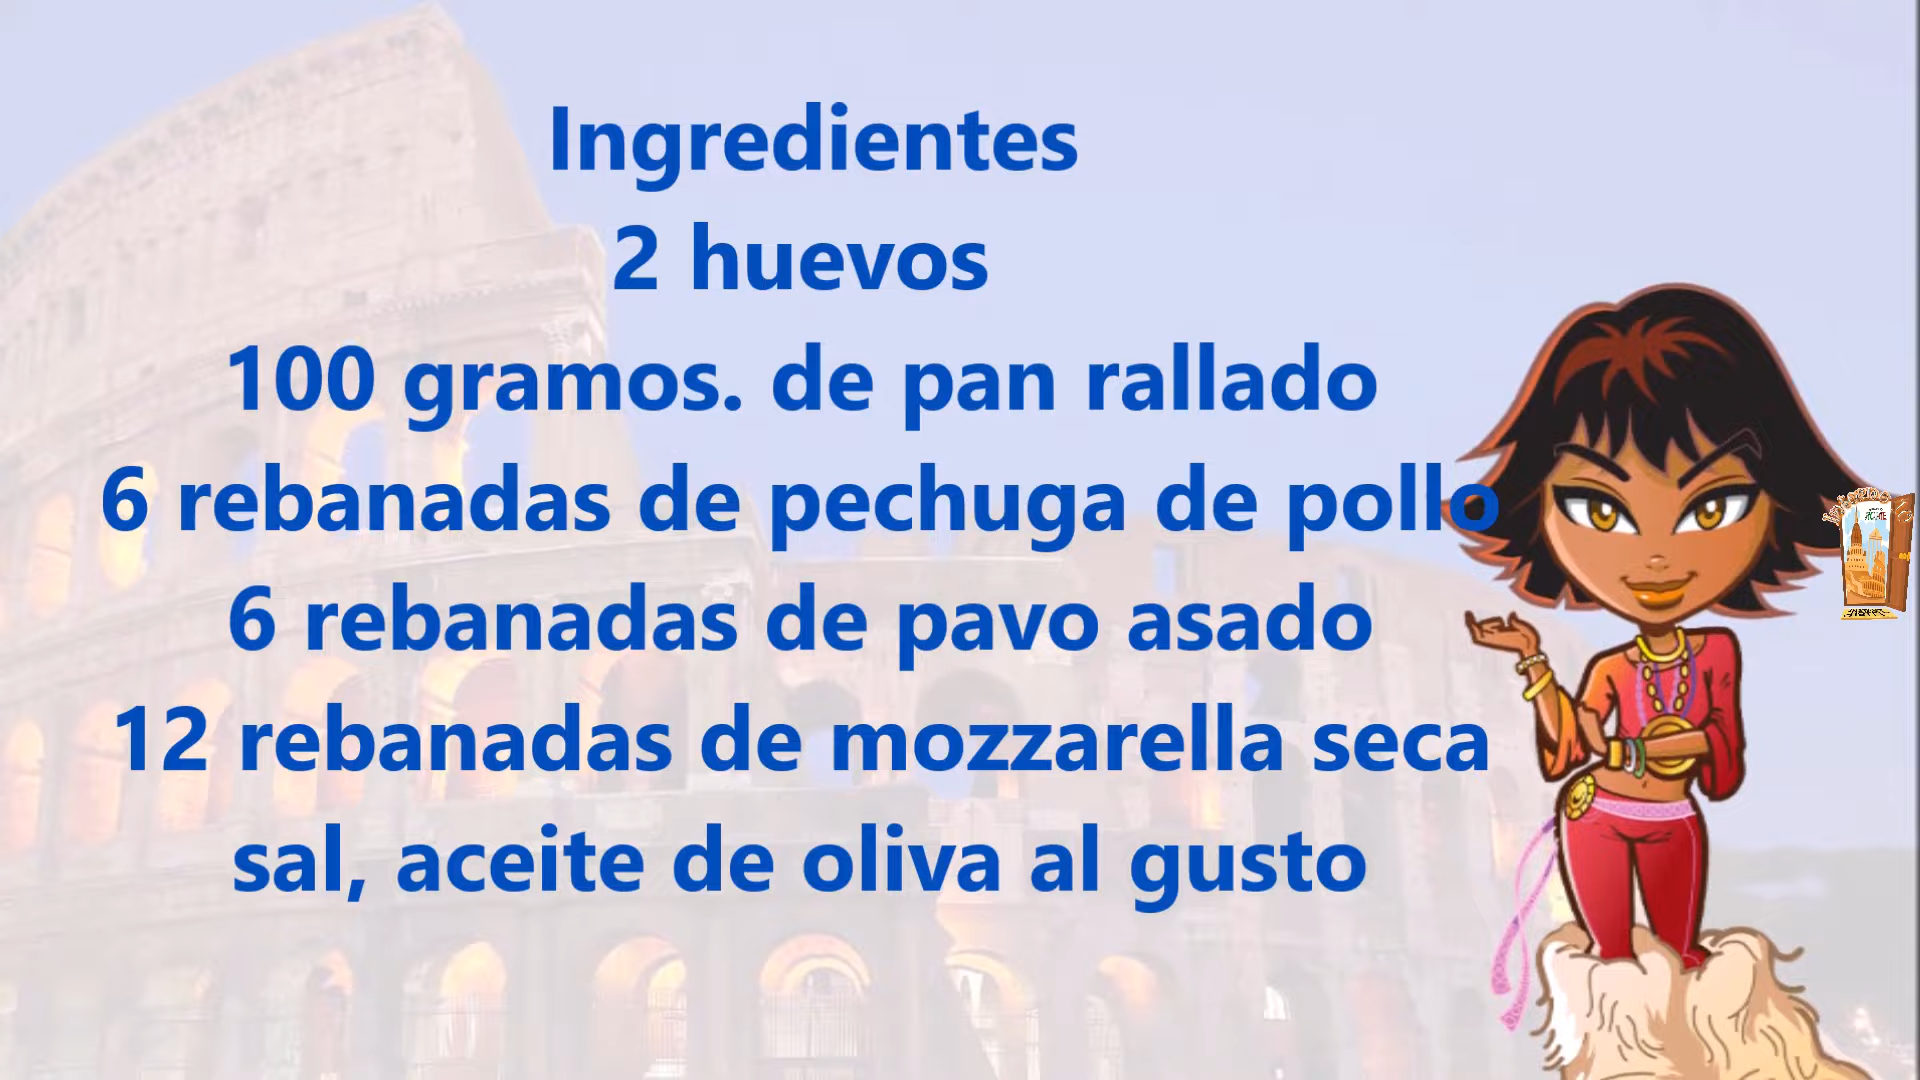 Ingredientes
2 huevos
100 gramos. de pan rallado
6 rebanadas de pechuga de pollo
6 rebanadas de pavo asado
12 rebanadas de mozzarella seca
sal, aceite de oliva al gusto